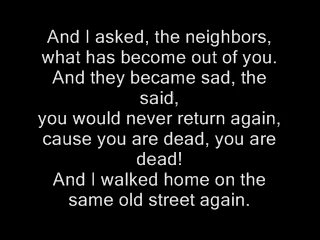 And I asked, the neighbors,
what has become out of you.
And they became sad, the
said,
you would never return again,
cause you are dead, you are
dead!
And I walked home on the
same old street again.